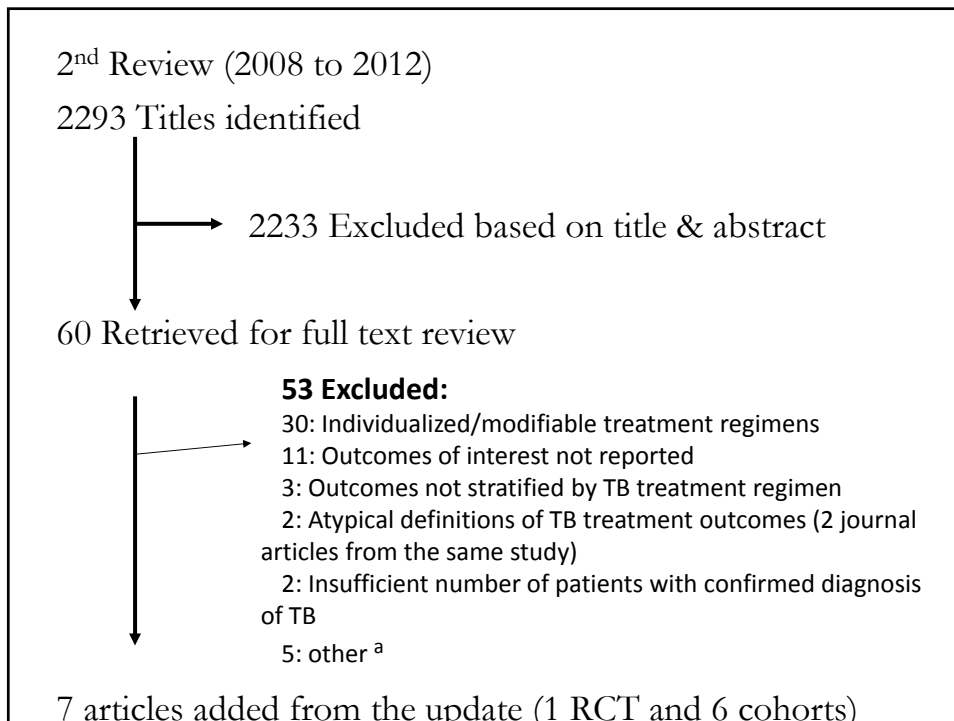 2nd Review (2008 to 2012)
2293 Titles identified
2233 Excluded based on title & abstract
60 Retrieved for full text review
53 Excluded:
30: Individualized/modifiable treatment regimens
11: Outcomes of interest not reported
3: Outcomes not stratified by TB treatment regimen
2: Atypical definitions of TB treatment outcomes (2 journal
articles from the same study)
2: Insufficient number of patients with confirmed diagnosis
of TB
5: other a
7 articles added from the update (1 RCT and 6 cohorts)